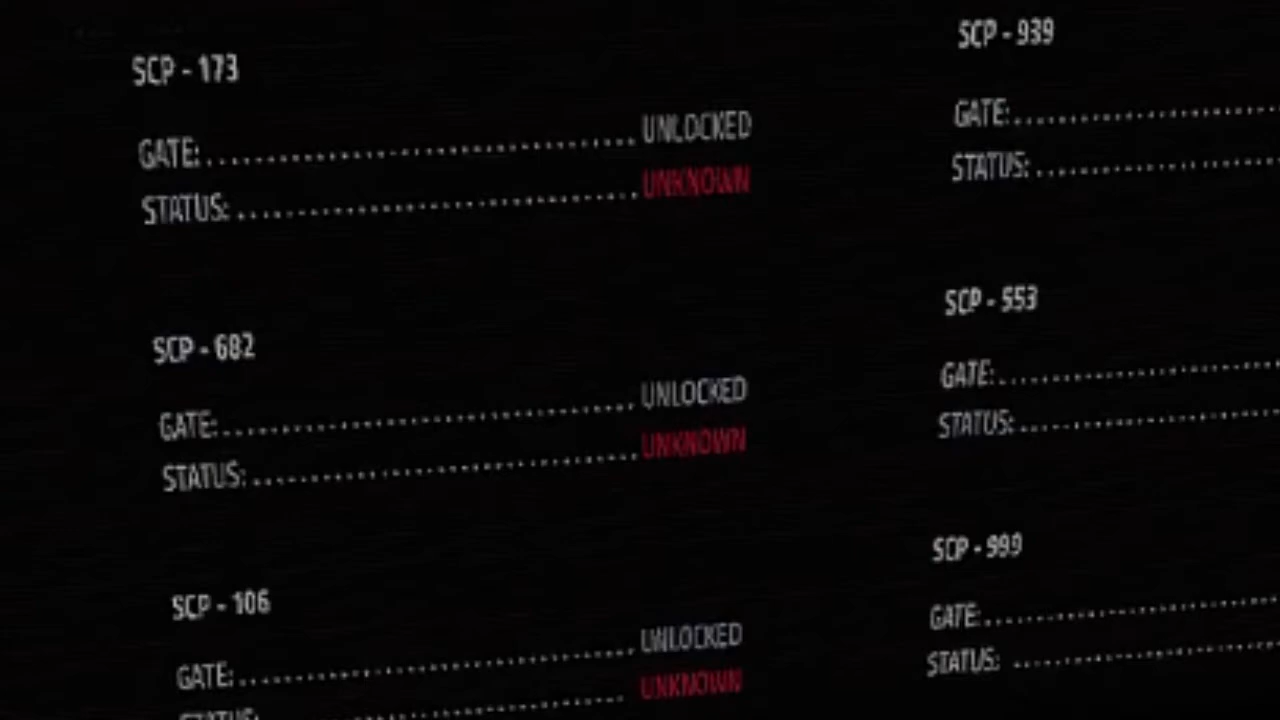 SCP - 173
GATE:........................................UNLOCKED
STATUS:....................................UNKNOWN
SCP - 682
GATE:........................................UNLOCKED
STATUS:....................................UNKNOWN
SCP - 106
GATE:........................................UNLOCKED
STATUS:....................................UNKNOWN
SCP - 939
GATE:..........................
STATUS:........................
SCP - 553
GATE:..........................
STATUS:........................
SCP - 999
GATE:..........................
STATUS:........................